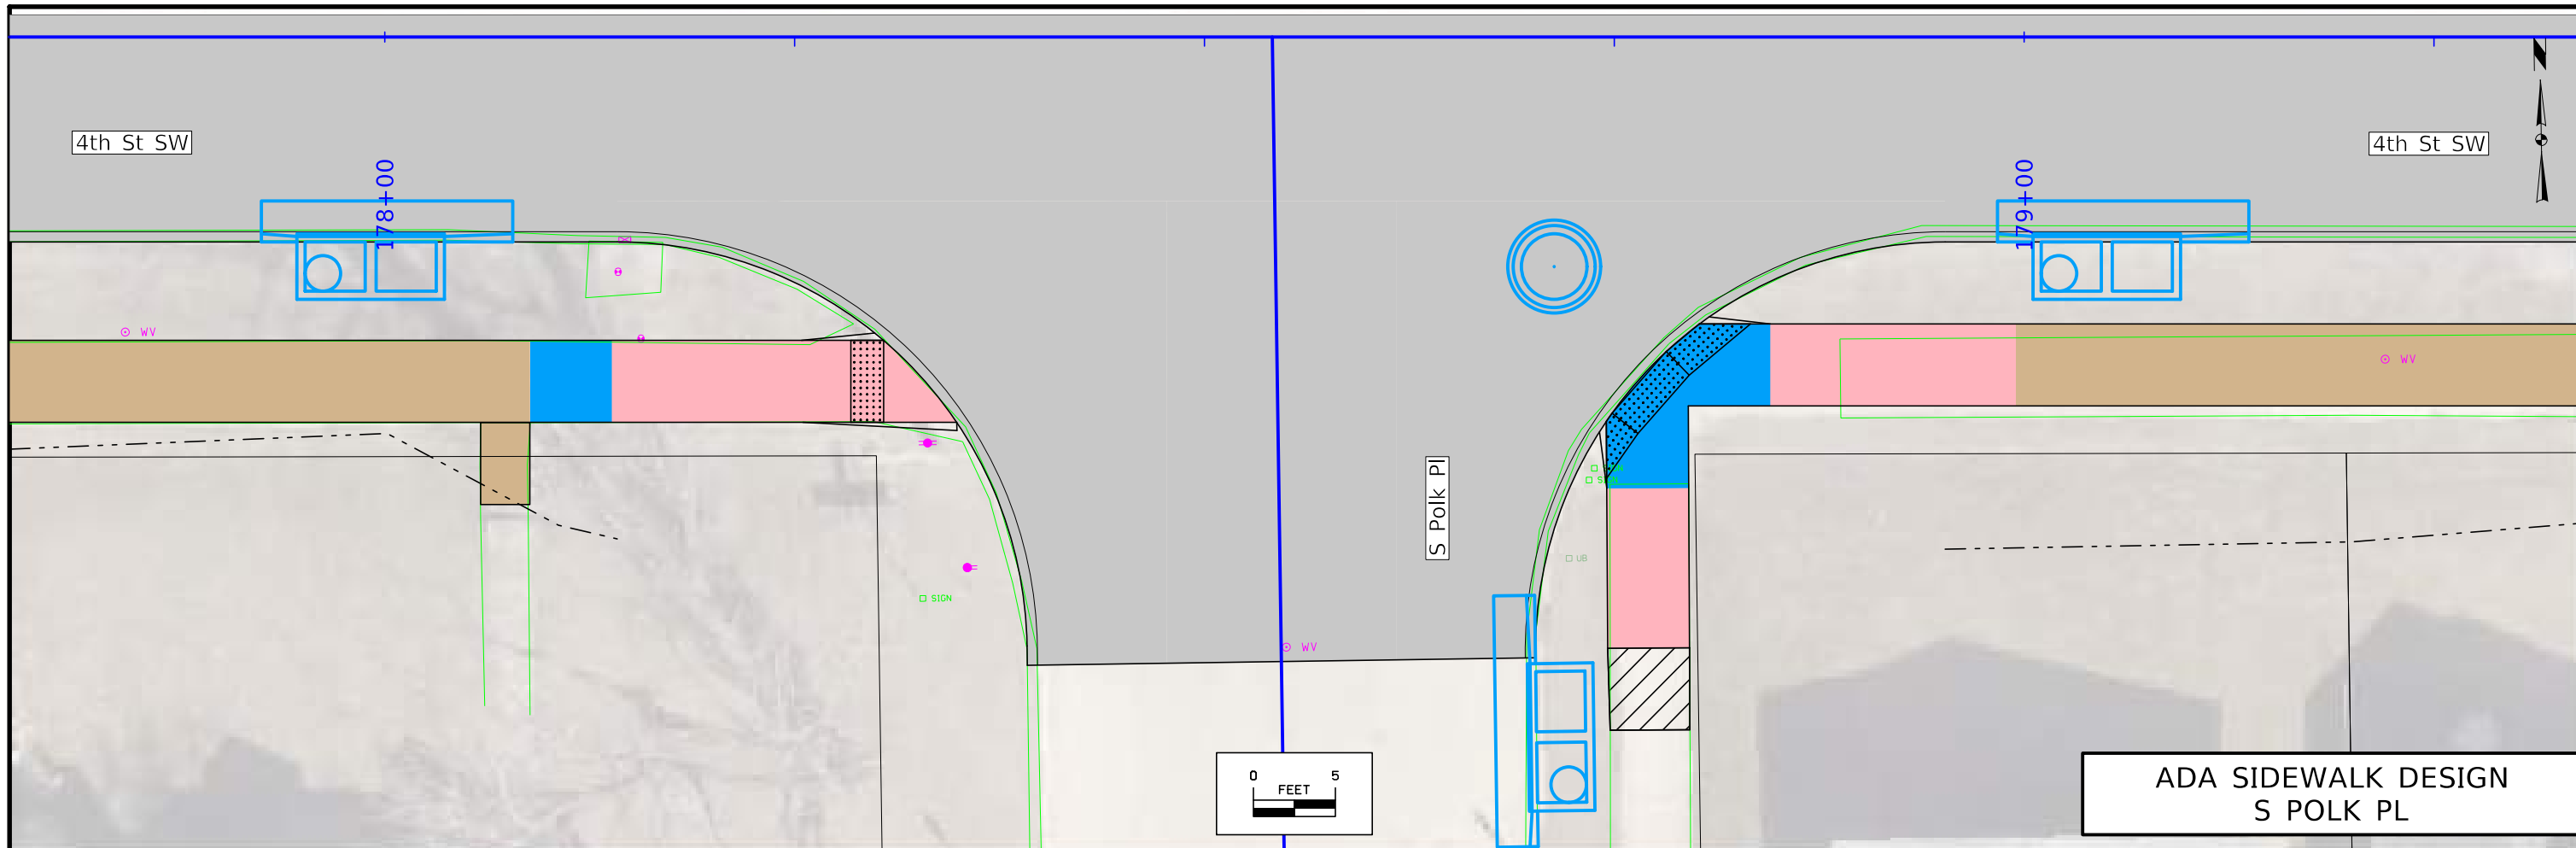 N
4th St SW
4th St SW
178+00
179+00
WV
WV
S Polk Pl
UB
SIGN
WV
0 5
FEET
ADA SIDEWALK DESIGN
S POLK PL